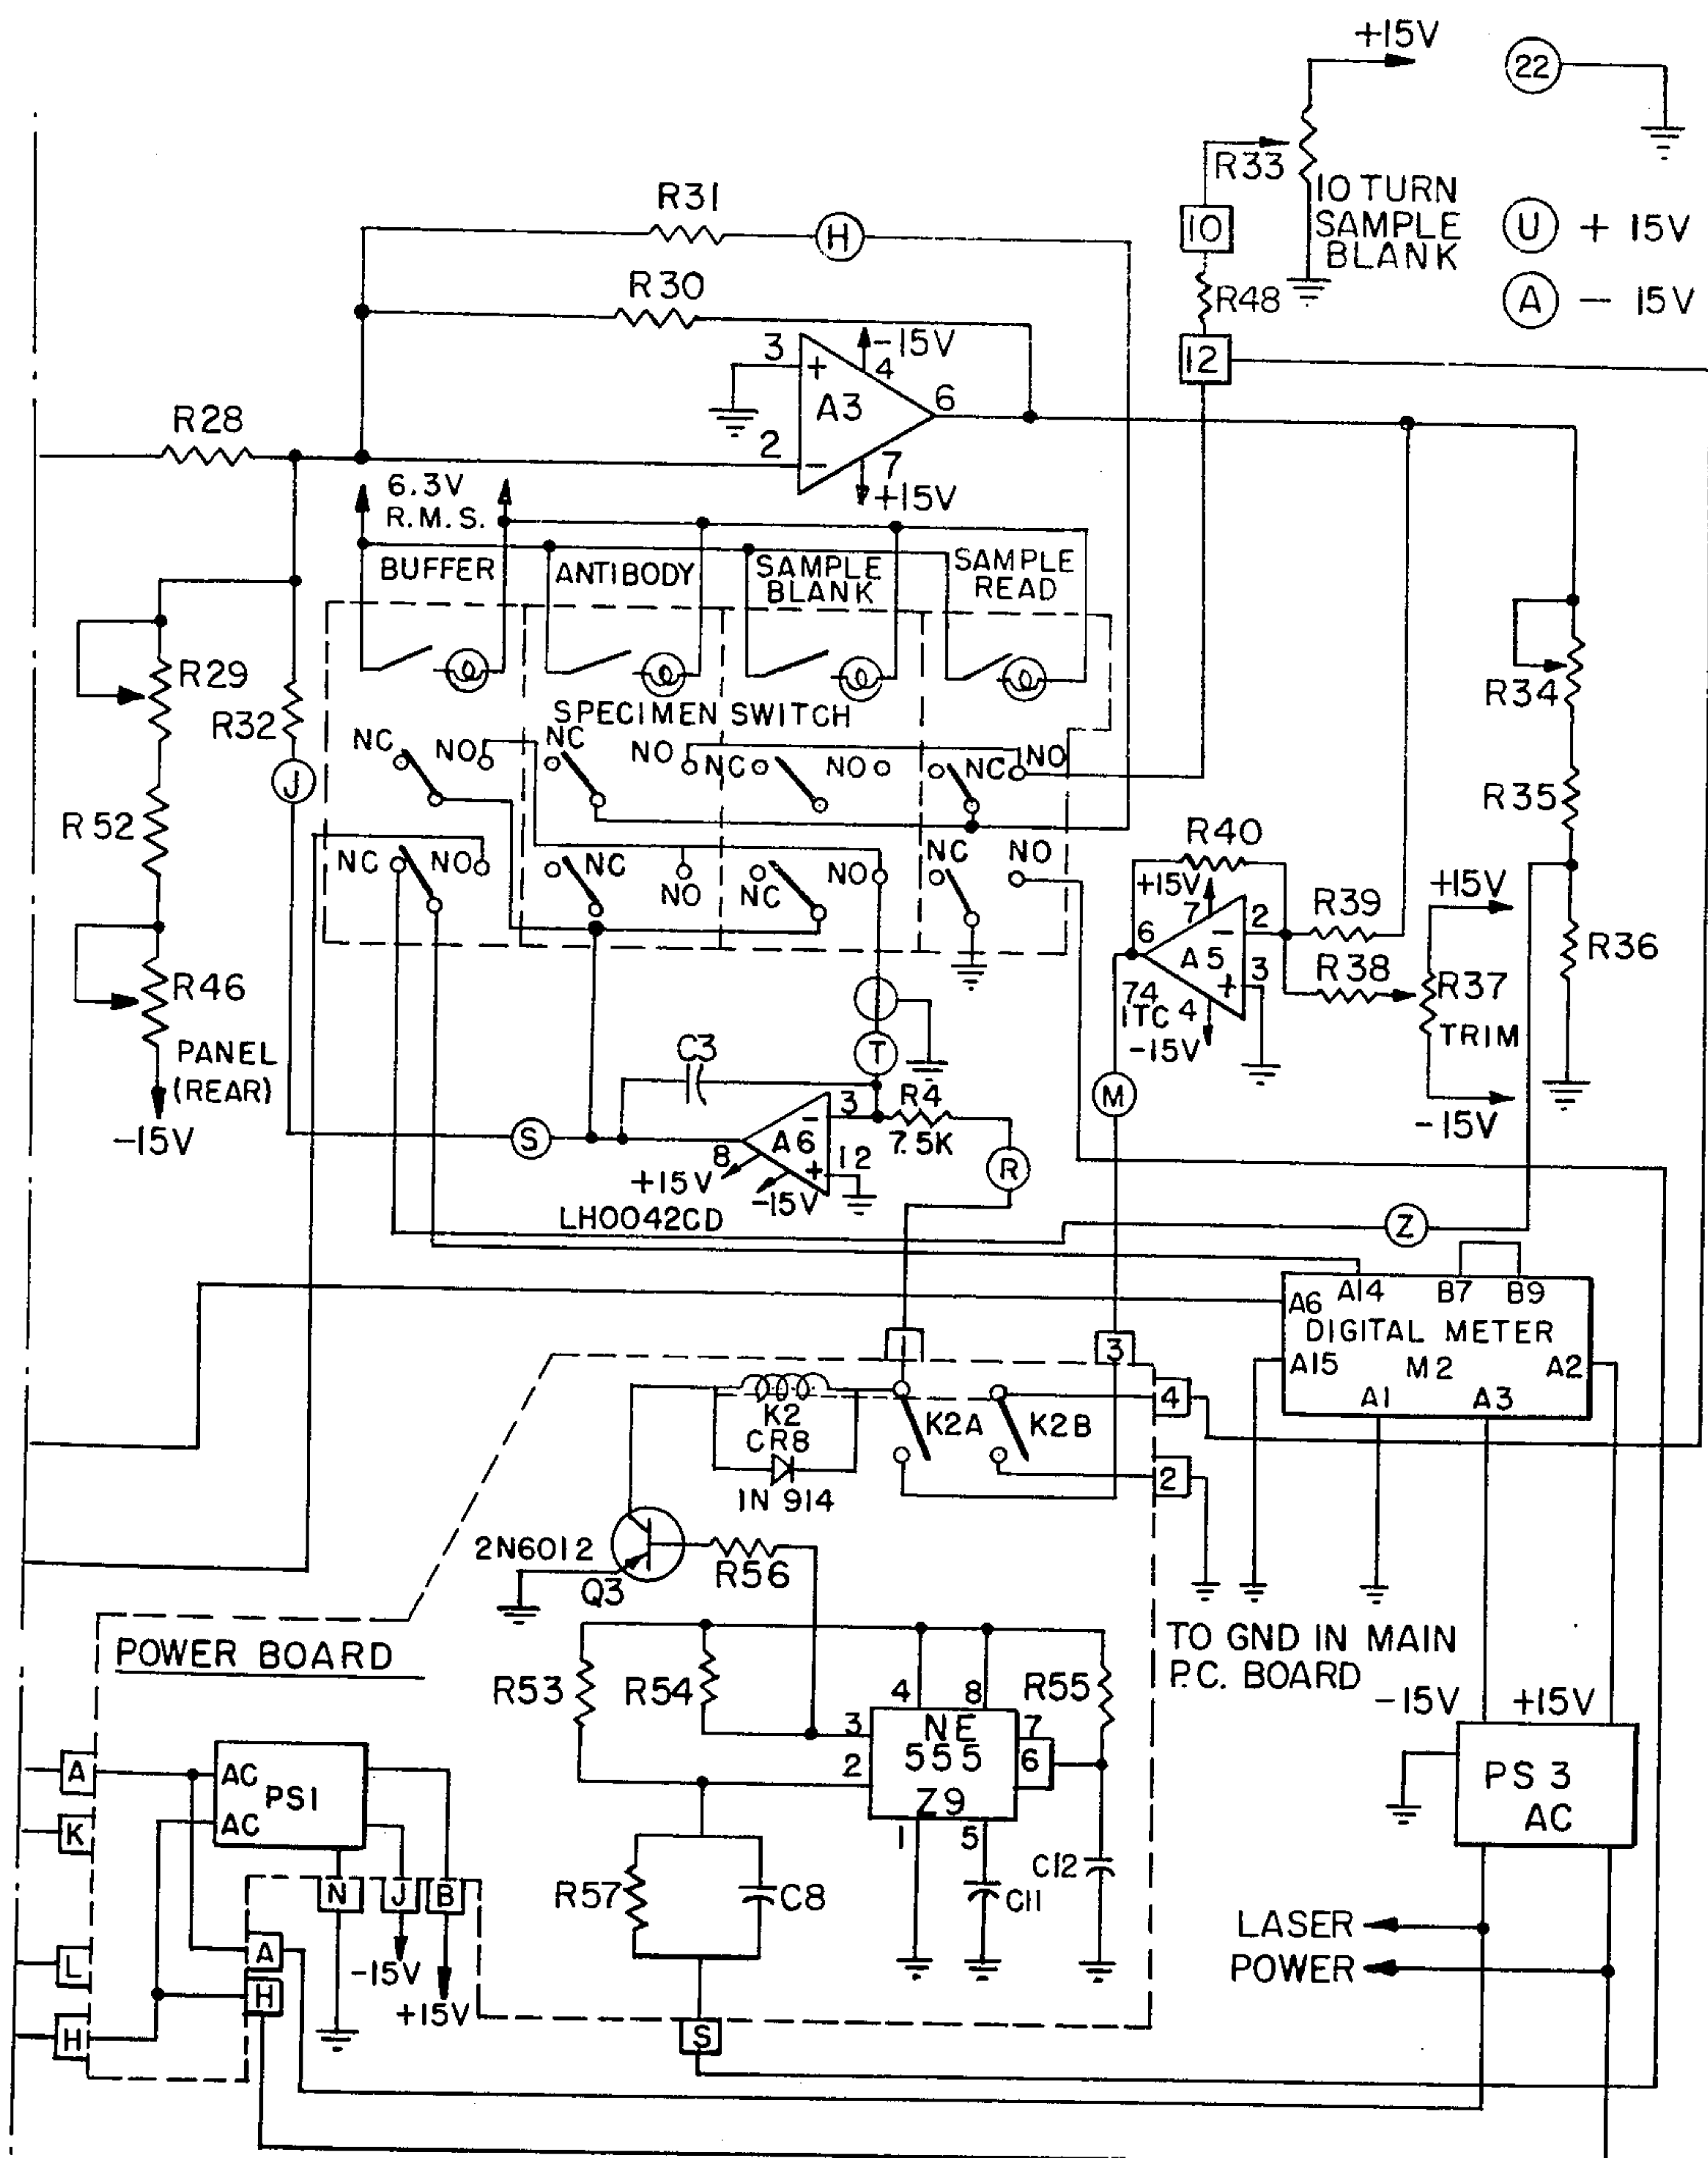 +15V
22
R33
10 TURN
SAMPLE
BLANK
10
U + 15V
A - 15V
R48
12
R31
H
R30
3
-15V
4
+
A3
6
R28
2
-
7
+15V
6.3V
R.M.S.
BUFFER
ANTIBODY
SAMPLE
BLANK
SAMPLE
READ
R29
R32
SPECIMEN SWITCH
R34
NC
NO
NC
NO
NC
NO
NC
NO
J
R52
R35
R40
NC
NO
NC
NO
NC
NO
NC
NO
+15V
7
6
2
-
A5
+
3
R39
R38
+15V
R36
R46
R37
TRIM
74
1TC
4
-15V
PANEL
(REAR)
-15V
T
C3
M
-15V
3
R4
7.5K
-
A6
+
12
8
S
R
+15V
-15V
LH0042CD
Z
A6
A14
B7
B9
DIGITAL METER
A15
M2
A2
A1
A3
3
4
K2
CR8
K2A
K2B
1N 914
2
2N6012
Q3
R56
TO GND IN MAIN
P.C. BOARD
POWER BOARD
R53
R54
4
8
R55
-15V
+15V
3
NE
555
Z9
7
6
2
1
5
A
AC
PS1
AC
K
PS 3
AC
R57
C8
C11
C12
N
J
B
L
A
H
-15V
+15V
LASER
POWER
H
S